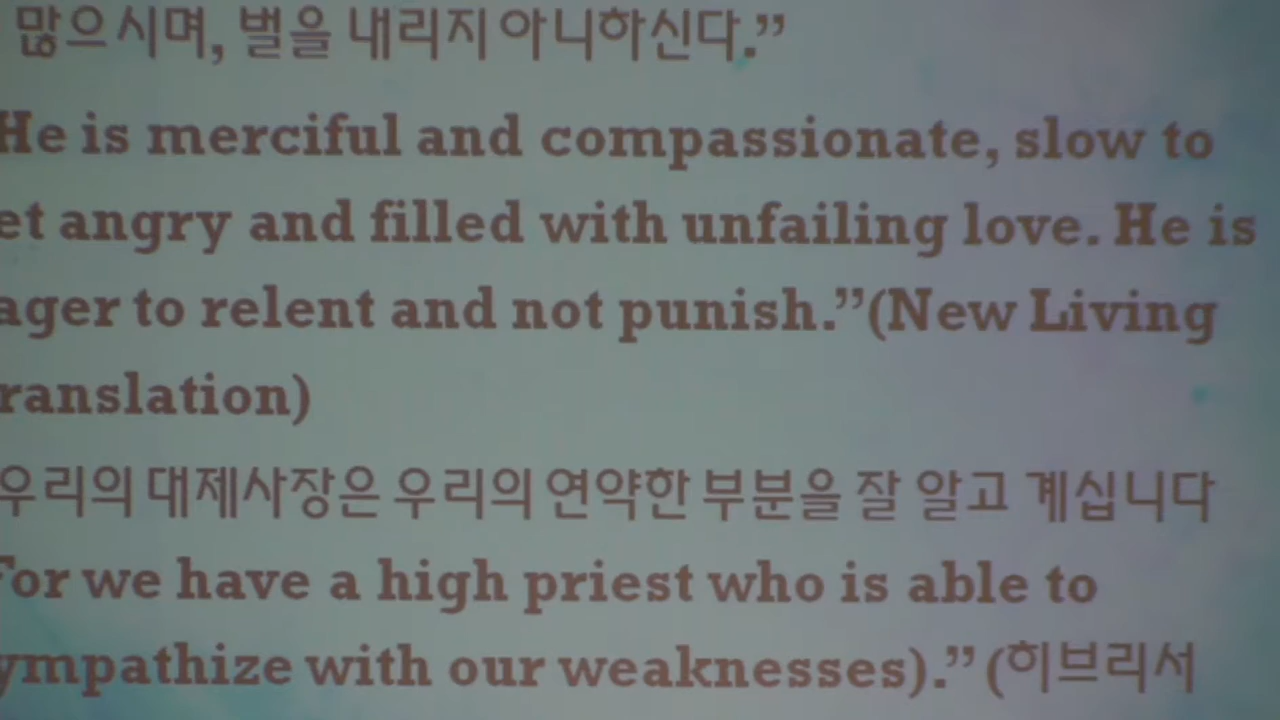 많으시며, 벌을 내리지 아니하신다.”
He is merciful and compassionate, slow to
et angry and filled with unfailing love. He is
ager to relent and not punish.”(New Living
ranslation)
우리의 대제사장은 우리의 연약한 부분을 잘 알고 계십니다
For we have a high priest who is able to
ympathize with our weaknesses).” (히브리서